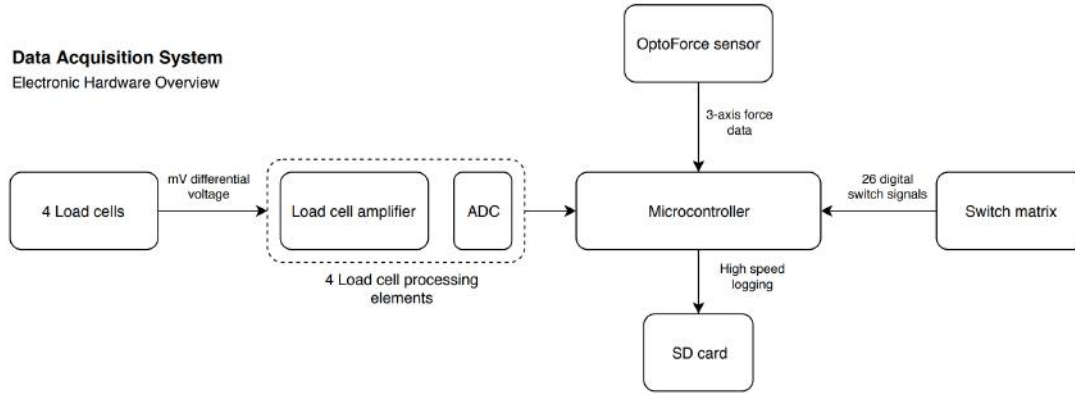 Data Acquisition System
Electronic Hardware Overview
OptoForce sensor
3-axis force
data
4 Load cells
mV differential
voltage
Load cell amplifier
ADC
4 Load cell processing
elements
Microcontroller
26 digital
switch signals
Switch matrix
High speed
logging
SD card